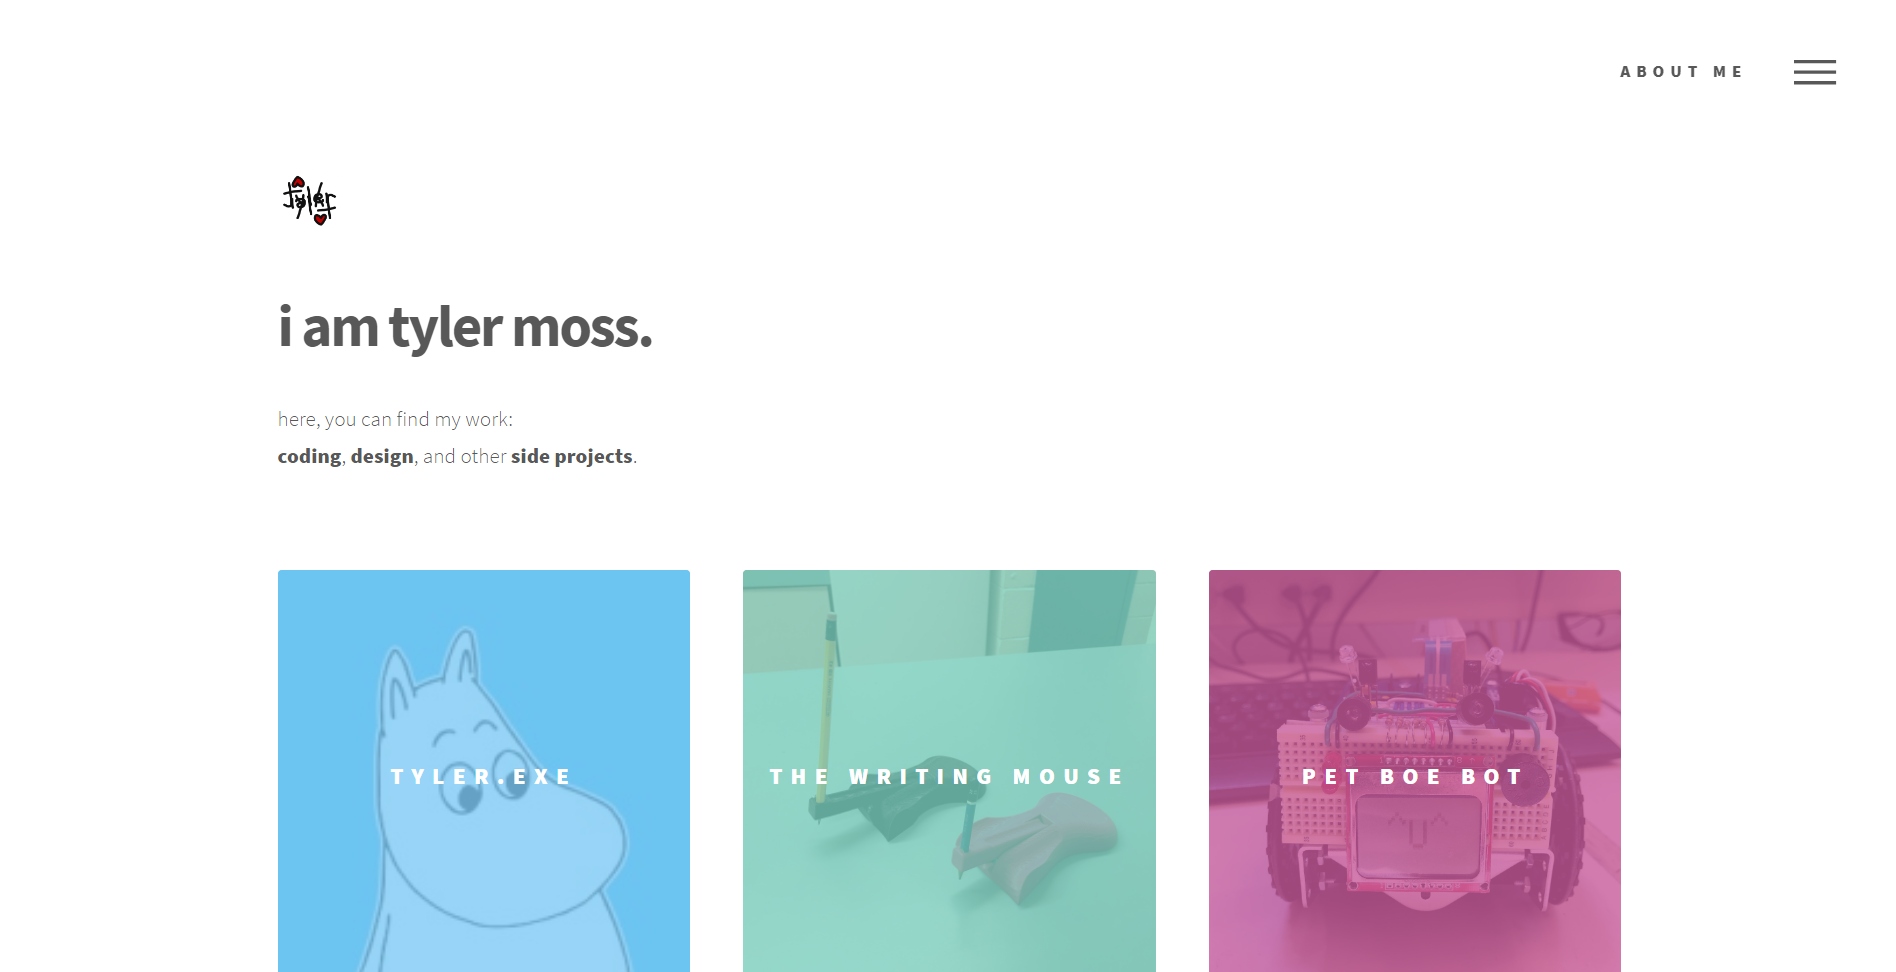 ABOUT ME
tyler
i am tyler moss.
here, you can find my work:
coding, design, and other side projects.
TYLER.EXE
THE WRITING MOUSE
PET BOE BOT